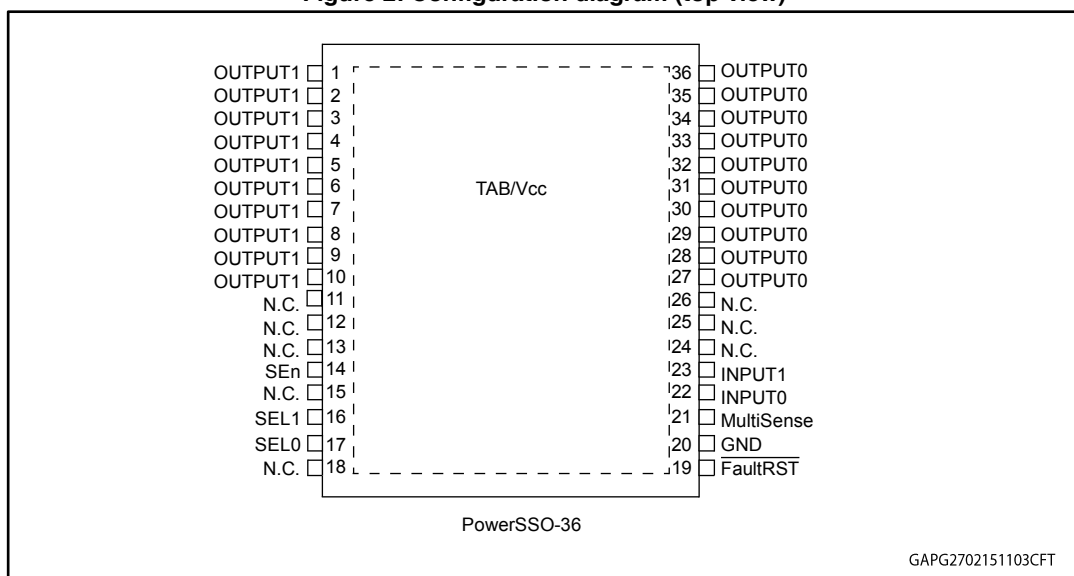 Figure 2. Configuration diagram (top view)
OUTPUT1 1 36 OUTPUT0
OUTPUT1 2 35 OUTPUT0
OUTPUT1 3 34 OUTPUT0
OUTPUT1 4 33 OUTPUT0
OUTPUT1 5 32 OUTPUT0
OUTPUT1 6 TAB/Vcc 31 OUTPUT0
OUTPUT1 7 30 OUTPUT0
OUTPUT1 8 29 OUTPUT0
OUTPUT1 9 28 OUTPUT0
OUTPUT1 10 27 OUTPUT0
N.C. 11 26 N.C.
N.C. 12 25 N.C.
N.C. 13 24 N.C.
SEn 14 23 INPUT1
N.C. 15 22 INPUT0
SEL1 16 21 MultiSense
SEL0 17 20 GND
N.C. 18 19 FaultRST
PowerSSO-36
GAPG2702151103CFT